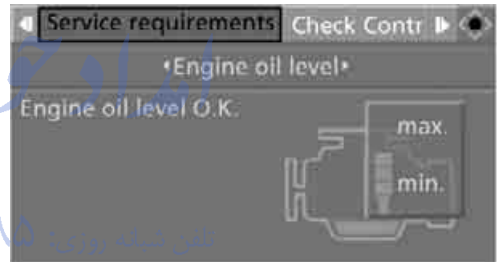 Service requirements Check Contr
Engine oil level
Engine oil level O.K.
max.
min.